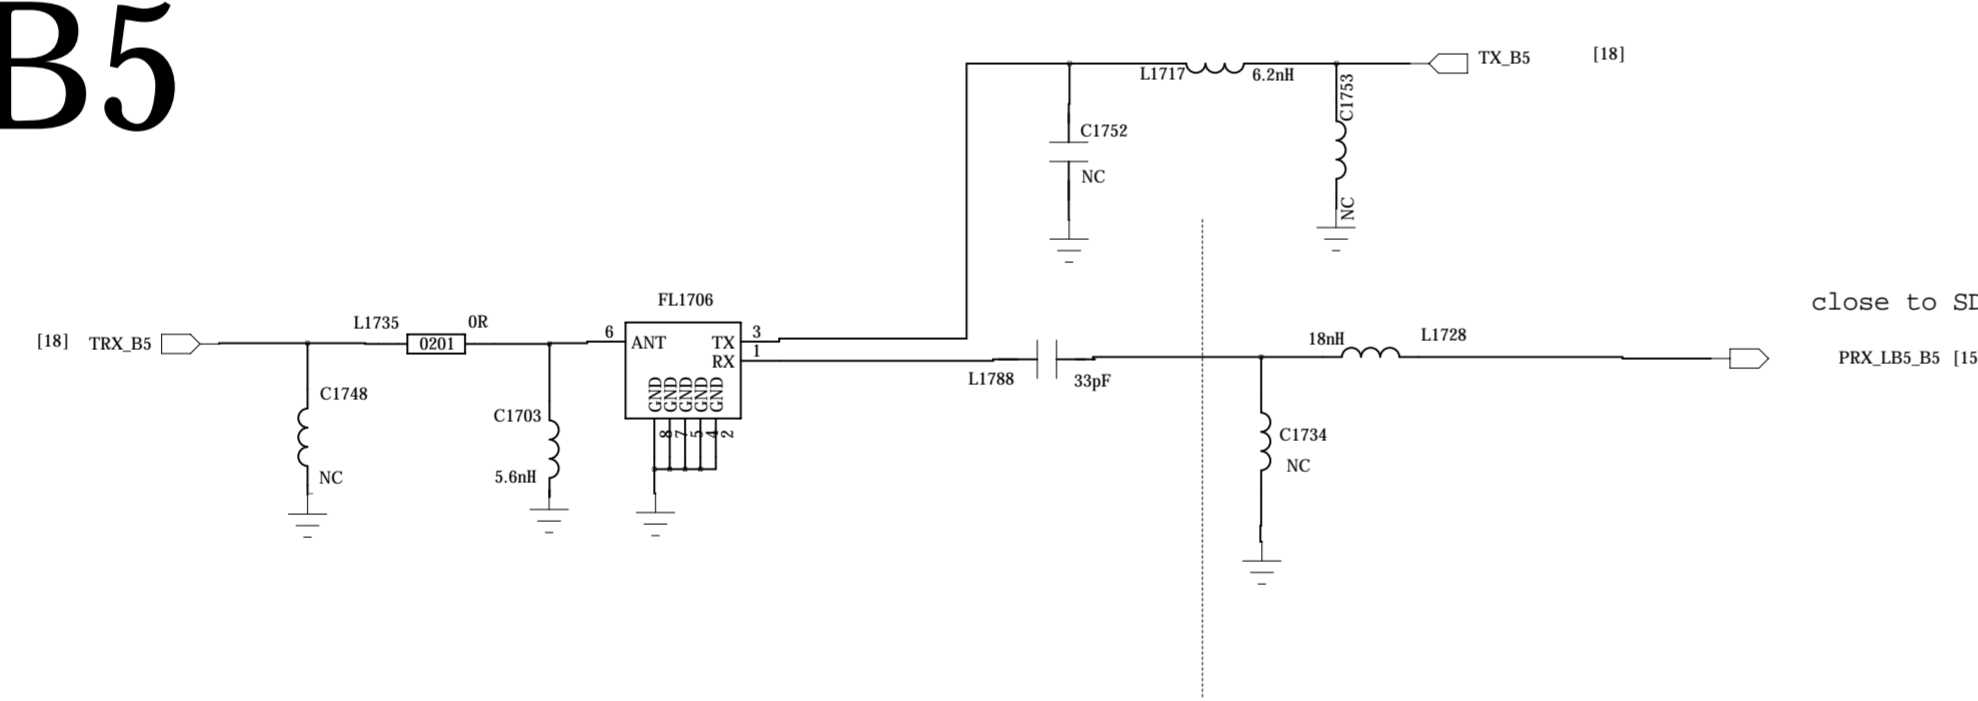 B5
TX_B5 [18]
L1717 6.2nH
C1753
NC
C1752
NC
close to SD
FL1706
[18] TRX_B5
L1735 0R
0201
6 ANT
TX 3
RX 1
GND GND GND GND GND
8 7 5 4 2
L1788 33pF
18nH L1728
PRX_LB5_B5 [15
C1748
NC
C1703
5.6nH
C1734
NC